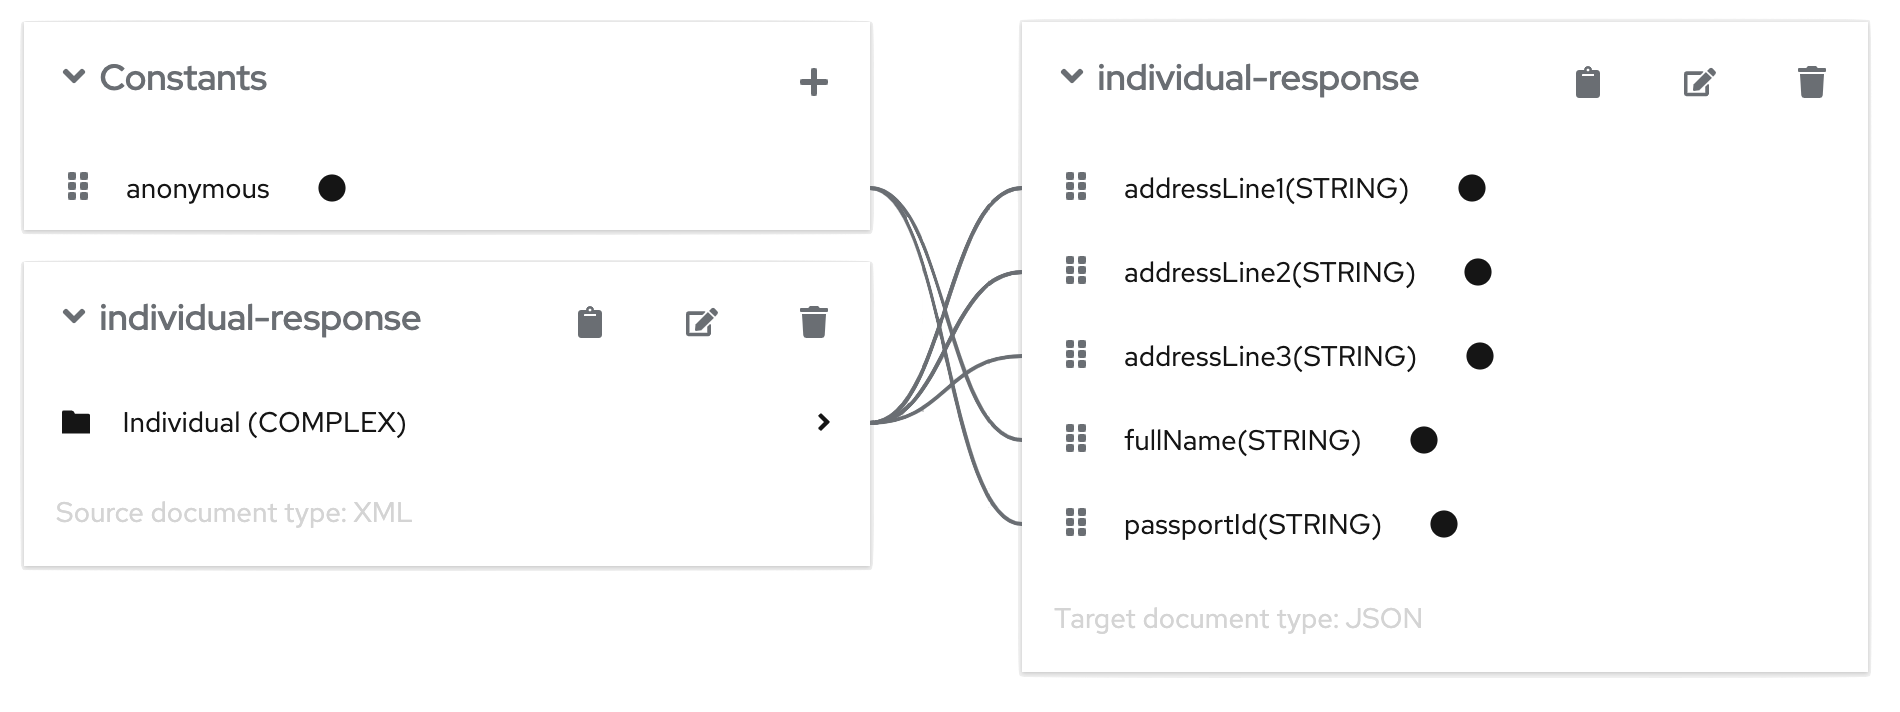 Constants
anonymous
individual-response
Individual (COMPLEX)
Source document type: XML
individual-response
addressLine1(STRING)
addressLine2(STRING)
addressLine3(STRING)
fullName(STRING)
passportId(STRING)
Target document type: JSON